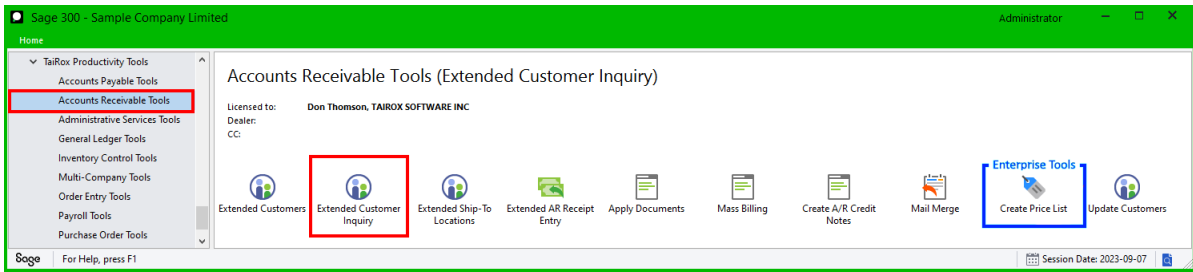 Sage 300 - Sample Company Limited
Administrator
Home
TaiRox Productivity Tools
Accounts Payable Tools
Accounts Receivable Tools
Administrative Services Tools
General Ledger Tools
Inventory Control Tools
Multi-Company Tools
Order Entry Tools
Payroll Tools
Purchase Order Tools
Accounts Receivable Tools (Extended Customer Inquiry)
Licensed to: Don Thomson, TAIROX SOFTWARE INC
Dealer:
CC:
Enterprise Tools
Extended Customers
Extended Customer
Inquiry
Extended Ship-To
Locations
Extended AR Receipt
Entry
Apply Documents
Mass Billing
Create A/R Credit
Notes
Mail Merge
Create Price List
Update Customers
Sage
For Help, press F1
Session Date: 2023-09-07